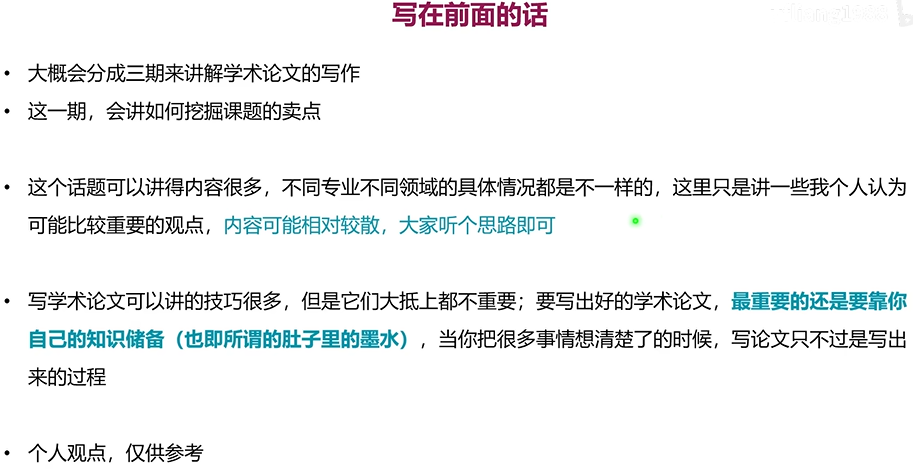 写在前面的话
• 大概会分成三期来讲解学术论文的写作
• 这一期，会讲如何挖掘课题的卖点
• 这个话题可以讲得内容很多，不同专业不同领域的具体情况都是不一样的，这里只是讲一些我个人认为
可能比较重要的观点，内容可能相对较散，大家听个思路即可
• 写学术论文可以讲的技巧很多，但是它们大抵上都不重要；要写出好的学术论文，最重要的还是要靠你
自己的知识储备（也即所谓的肚子里的墨水），当你把很多事情想清楚了的时候，写论文只不过是写出
来的过程
• 个人观点，仅供参考